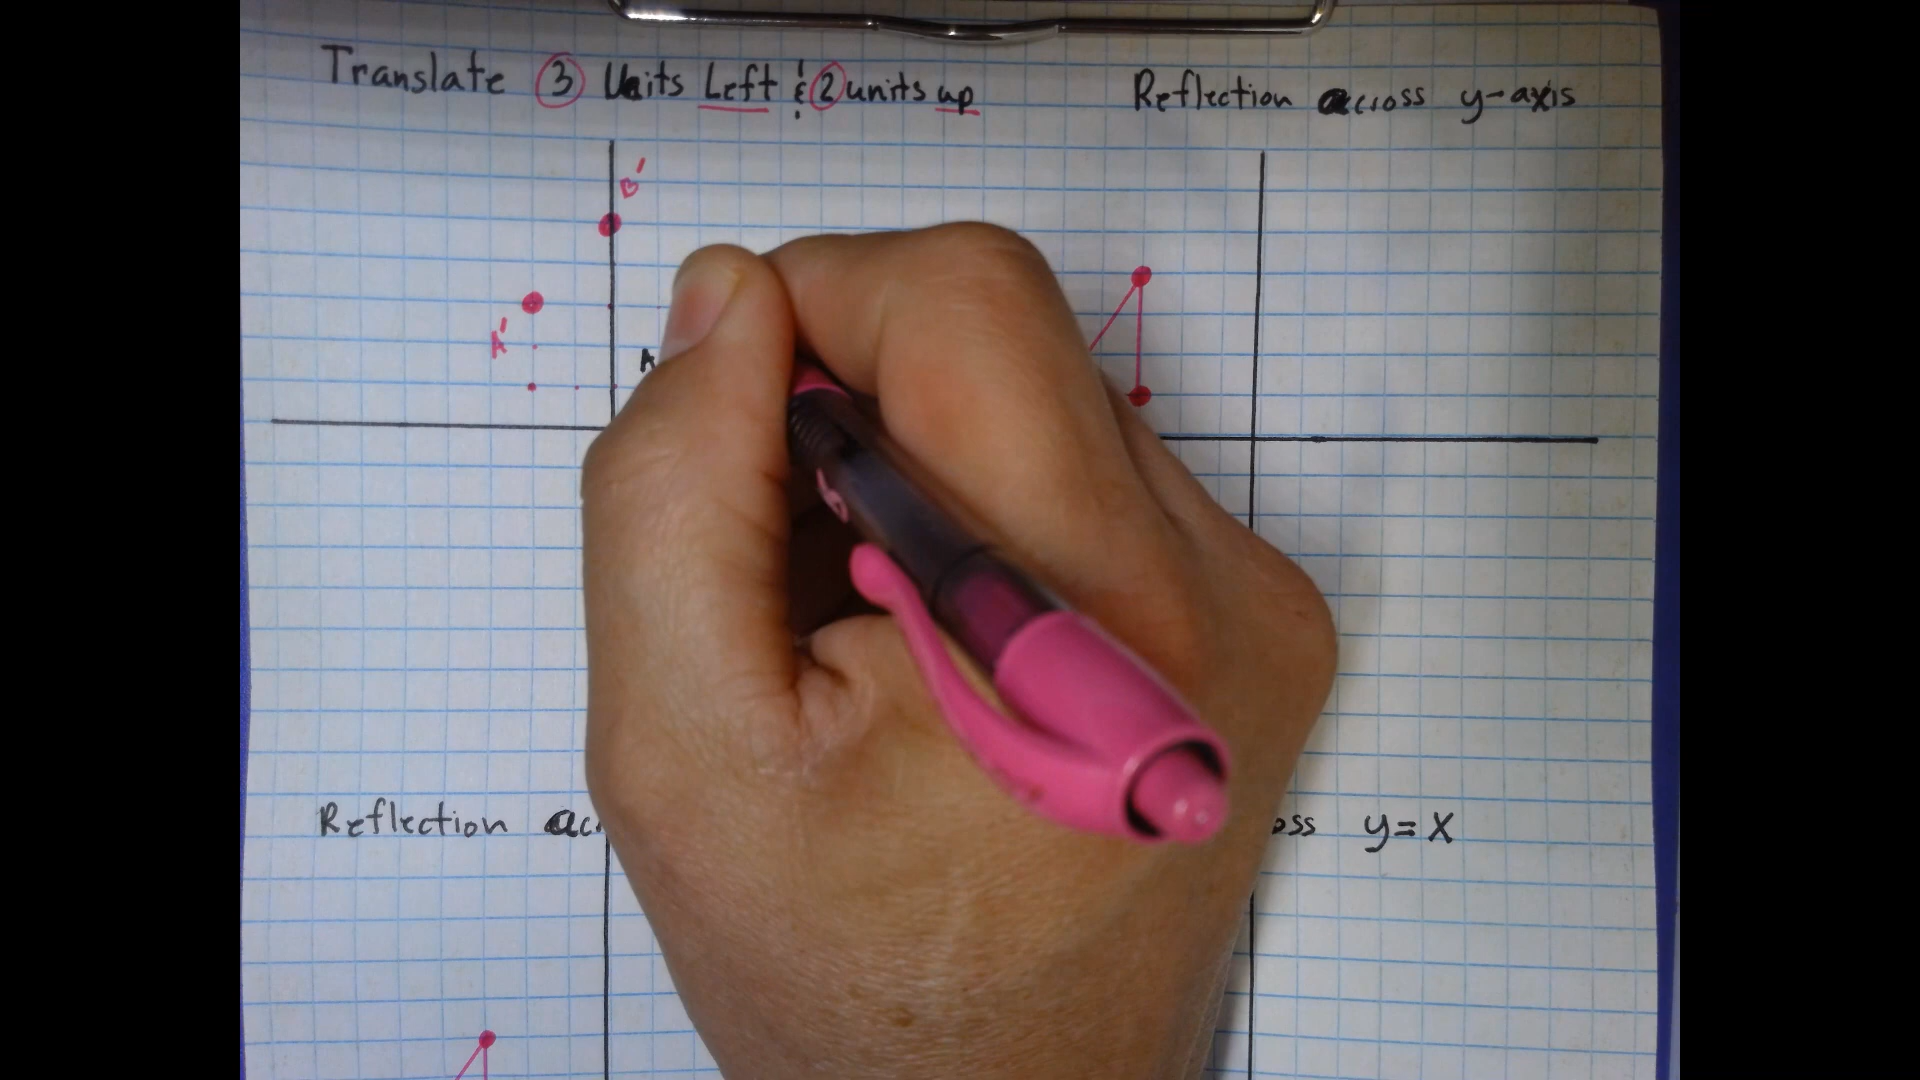 Translate 3 Units Left & 2 units up
Reflection across y-axis
B'
A'
A
Reflection
y=x